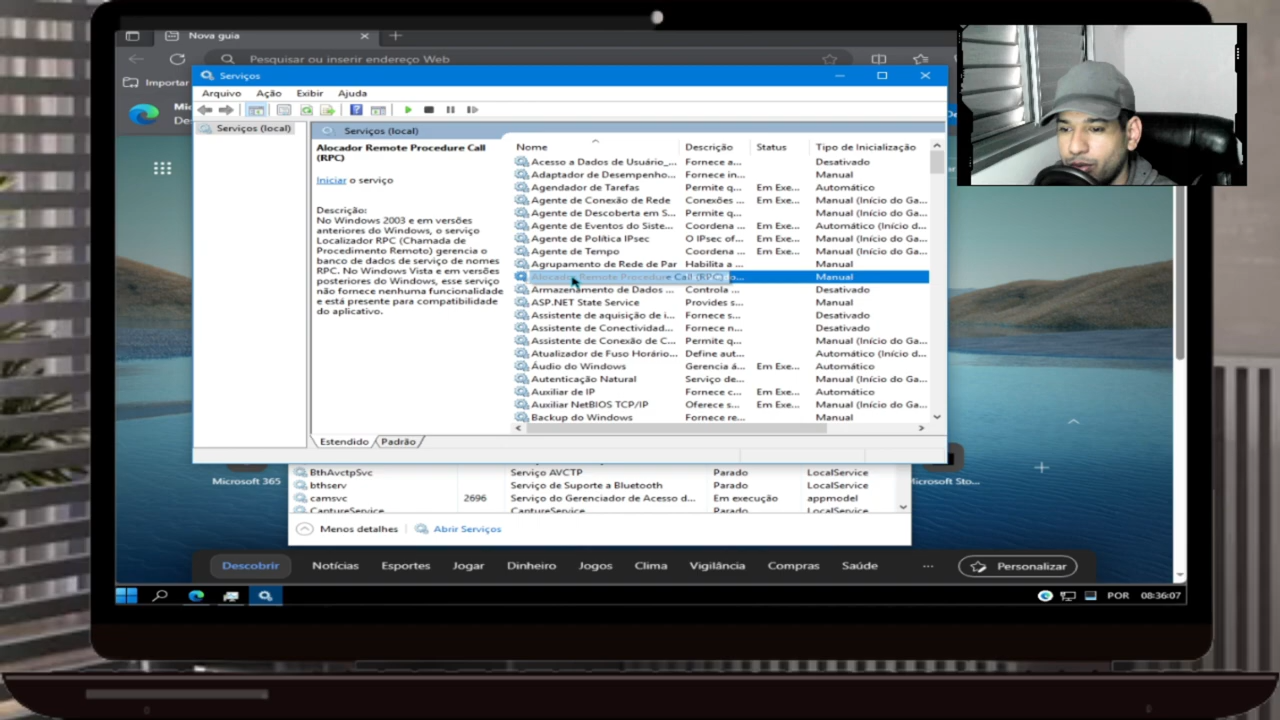 Nova guia
Pesquisar ou inserir endereço Web
Importar
Serviços
Arquivo Ação Exibir Ajuda
Serviços (local)
Serviços (local)
Alocador Remote Procedure Call
(RPC)
Iniciar o serviço
Descrição:
No Windows 2003 e em versões
anteriores do Windows, o serviço
Localizador RPC (Chamada de
Procedimento Remoto) gerencia o
banco de dados de serviço de nomes
RPC. No Windows Vista e em versões
posteriores do Windows, esse serviço
não fornece nenhuma funcionalidade
e está presente para compatibilidade
do aplicativo.
Nome Descrição Status Tipo de Inicialização
Acesso a Dados de Usuário_... Fornece a... Desativado
Adaptador de Desempenho... Fornece in... Manual
Agendador de Tarefas Permite q... Em Exe... Automático
Agente de Conexão de Rede Conexões ... Em Exe... Manual (Início do Ga...
Agente de Descoberta em S... Permite q... Manual (Início do Ga...
Agente de Eventos do Siste... Coordena ... Em Exe... Automático (Início d...
Agente de Política IPsec O IPsec of... Em Exe... Manual (Início do Ga...
Agente de Tempo Coordena ... Em Exe... Manual (Início do Ga...
Agrupamento de Rede de Par Habilita a ... Manual
Alocador Remote Procedure Call (RPC) Manual
Armazenamento de Dados ... Controla ... Desativado
ASP.NET State Service Provides s... Manual
Assistente de aquisição de i... Fornece s... Desativado
Assistente de Conectividad... Fornece n... Desativado
Assistente de Conexão de C... Permite q... Manual (Início do Ga...
Atualizador de Fuso Horário... Define aut... Automático (Início d...
Áudio do Windows Gerencia á... Em Exe... Automático
Autenticação Natural Serviço de... Manual (Início do Ga...
Auxiliar de IP Fornece c... Em Exe... Automático
Auxiliar NetBIOS TCP/IP Oferece s... Em Exe... Manual (Início do Ga...
Backup do Windows Fornece re... Manual
Estendido Padrão
Microsoft 365
Microsoft Sto...
BthAvctpSvc Serviço AVCTP Parado LocalService
bthserv Serviço de Suporte a Bluetooth Parado LocalService
camsvc 2696 Serviço do Gerenciador de Acesso d... Em execução appmodel
CaptureService CaptureService Parado LocalService
Menos detalhes Abrir Serviços
Descobrir Notícias Esportes Jogar Dinheiro Jogos Clima Vigilância Compras Saúde ... Personalizar
POR 08:36:07